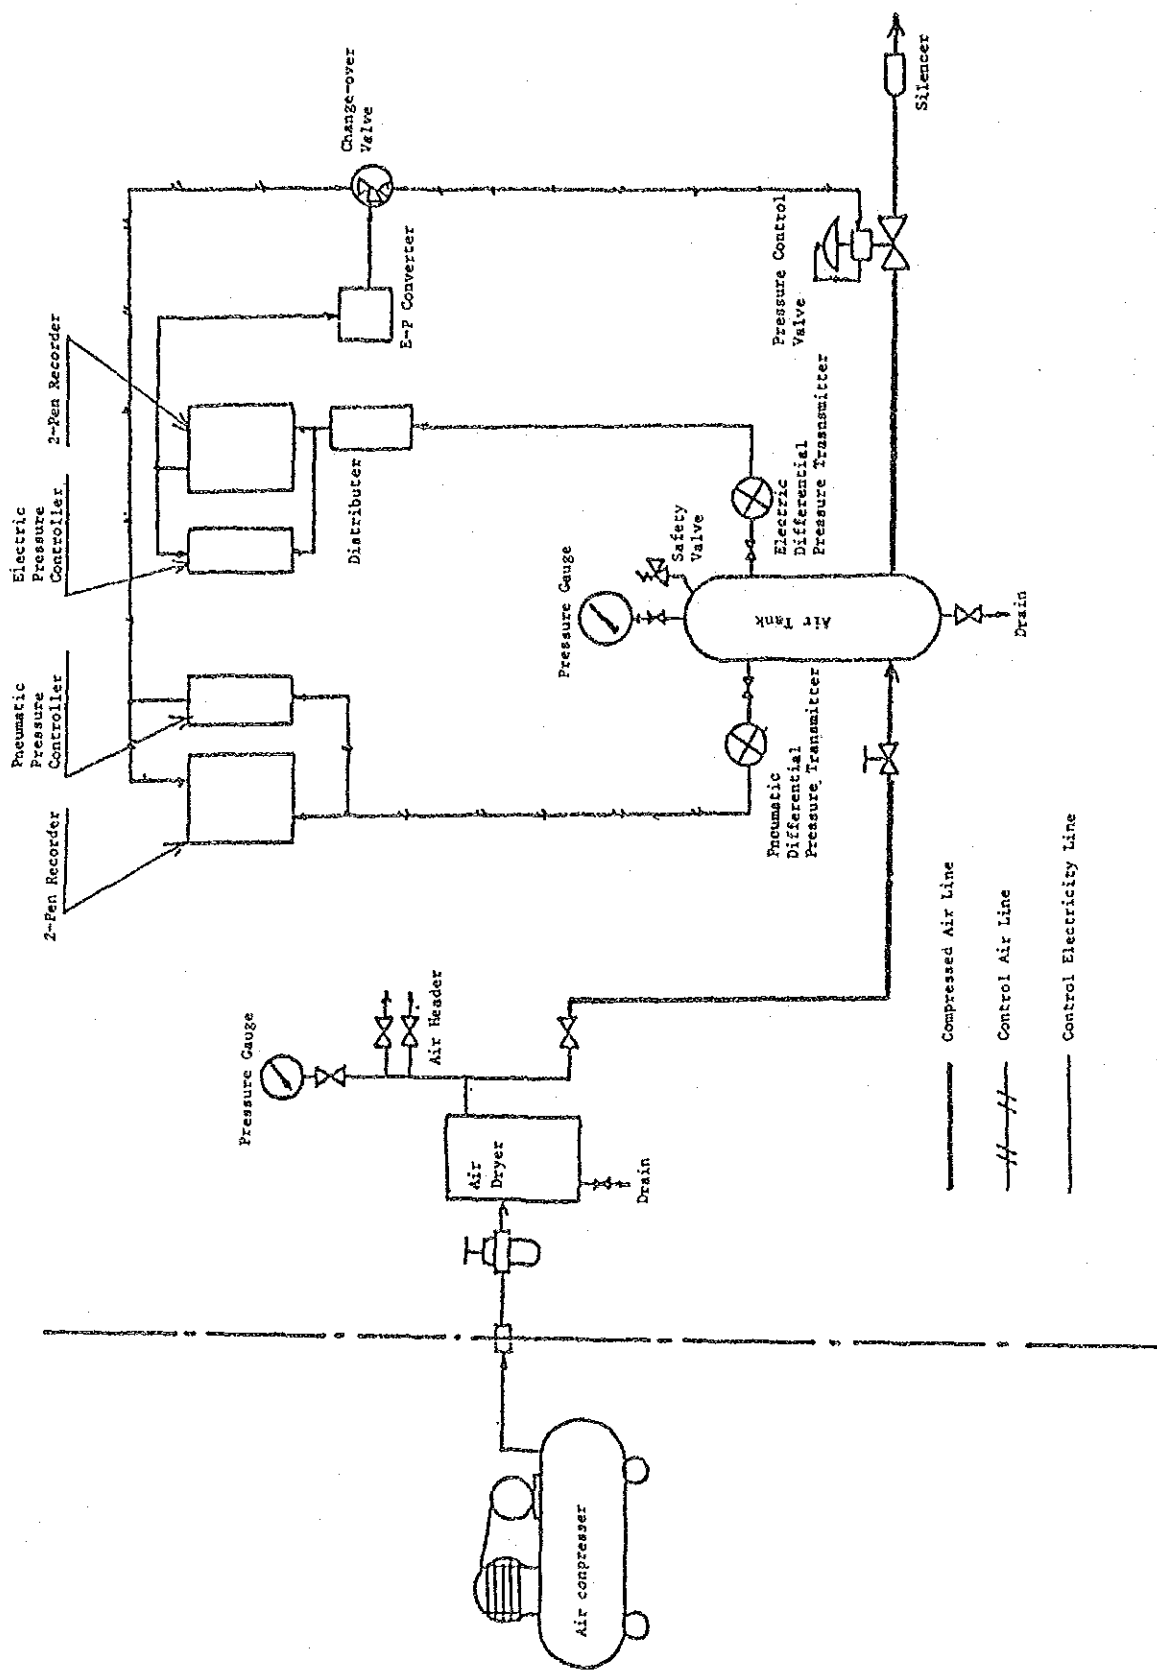 2-Pen Recorder
Pneumatic
Pressure
Controller
Electric
Pressure
Controller
2-Pen Recorder
Change-over
Valve
E-P Converter
Distributer
Pressure Gauge
Air Header
Air
Dryer
Drain
Air conpresser
Pressure Gauge
Safety
Valve
Air Tank
Pneumatic
Differential
Pressure Transmitter
Electric
Differential
Pressure Trasnmitter
Pressure Control
Valve
Silencer
Drain
Compressed Air Line
Control Air Line
Control Electricity Line